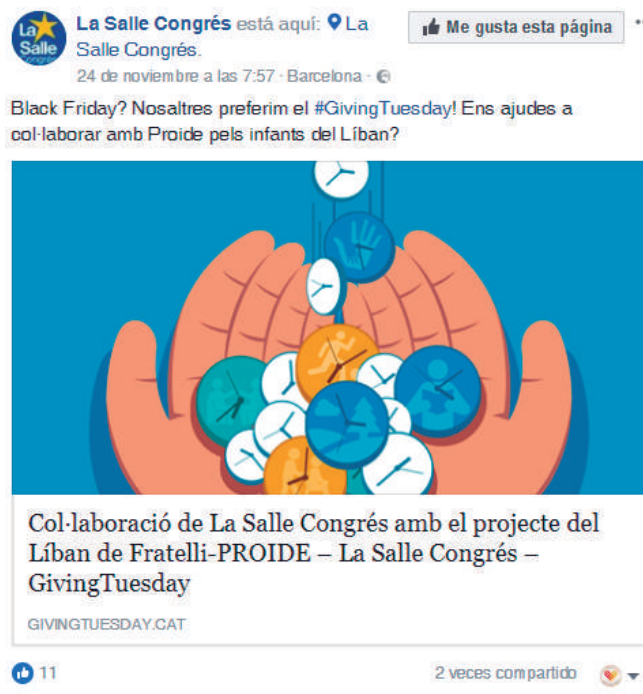 La
Salle
Congrés
La Salle Congrés está aquí: La
Salle Congrés.
Me gusta esta página
24 de noviembre a las 7:57 · Barcelona ·
Black Friday? Nosaltres preferim el #GivingTuesday! Ens ajudes a
col·laborar amb Proide pels infants del Líban?
Col·laboració de La Salle Congrés amb el projecte del
Líban de Fratelli-PROIDE – La Salle Congrés –
GivingTuesday
GIVINGTUESDAY.CAT
11
2 veces compartido